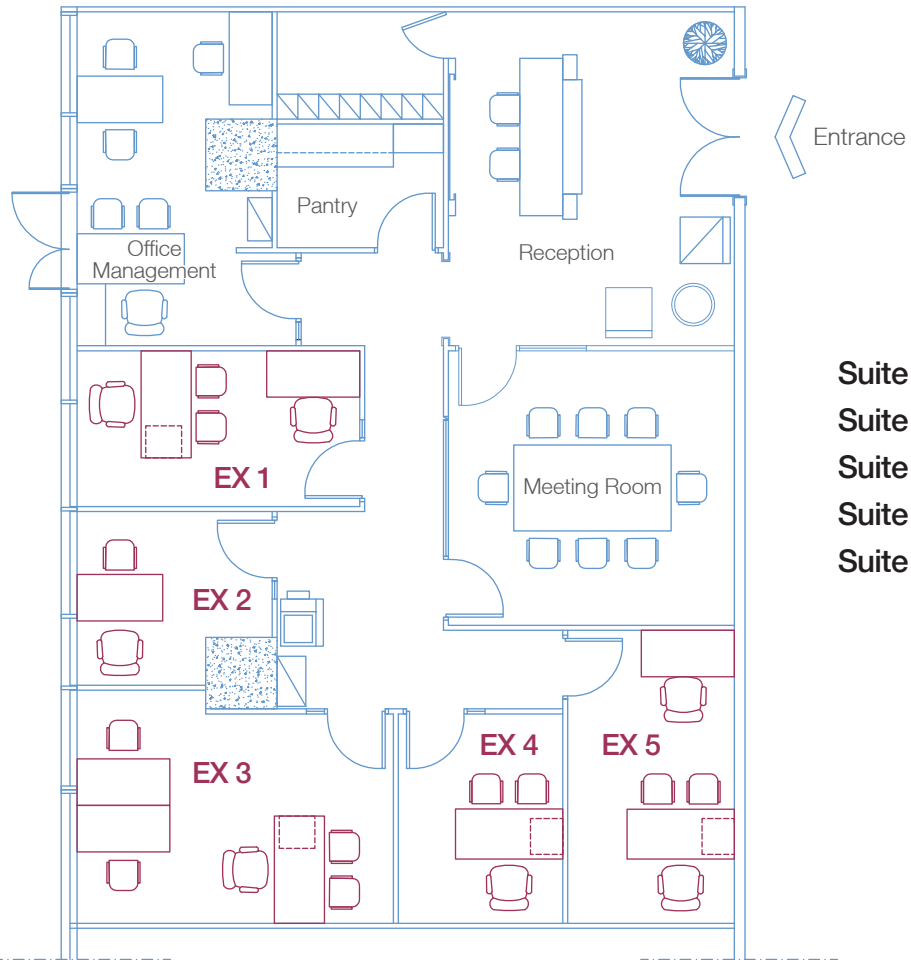 Entrance
Pantry
Office
Management
Reception
EX 1
Meeting Room
EX 2
EX 3
EX 4
EX 5
Suite
Suite
Suite
Suite
Suite